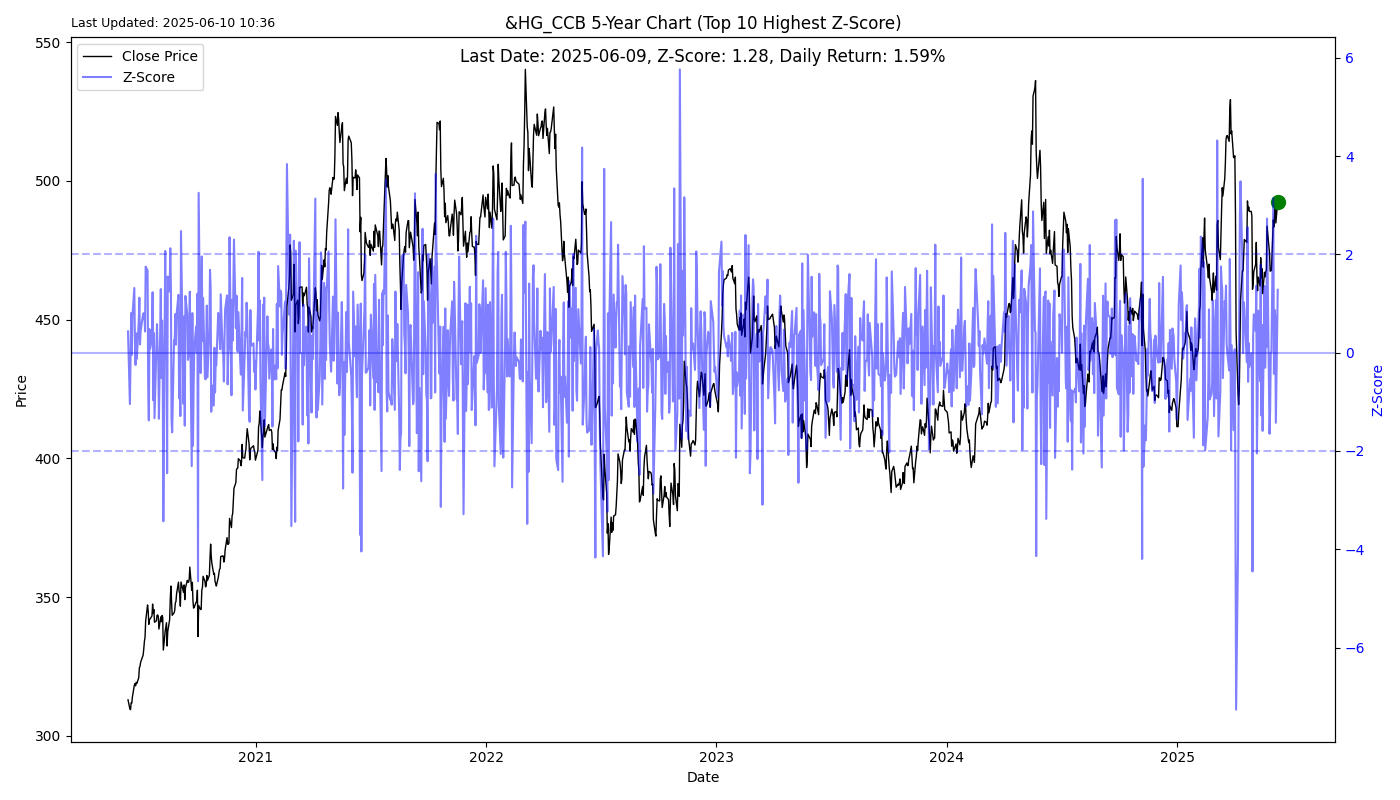 Last Updated: 2025-06-10 10:36
&HG_CCB 5-Year Chart (Top 10 Highest Z-Score)
Last Date: 2025-06-09, Z-Score: 1.28, Daily Return: 1.59%
Close Price
Z-Score
550
500
450
400
350
300
Price
6
4
2
0
−2
−4
−6
Z-Score
2021
2022
2023
2024
2025
Date